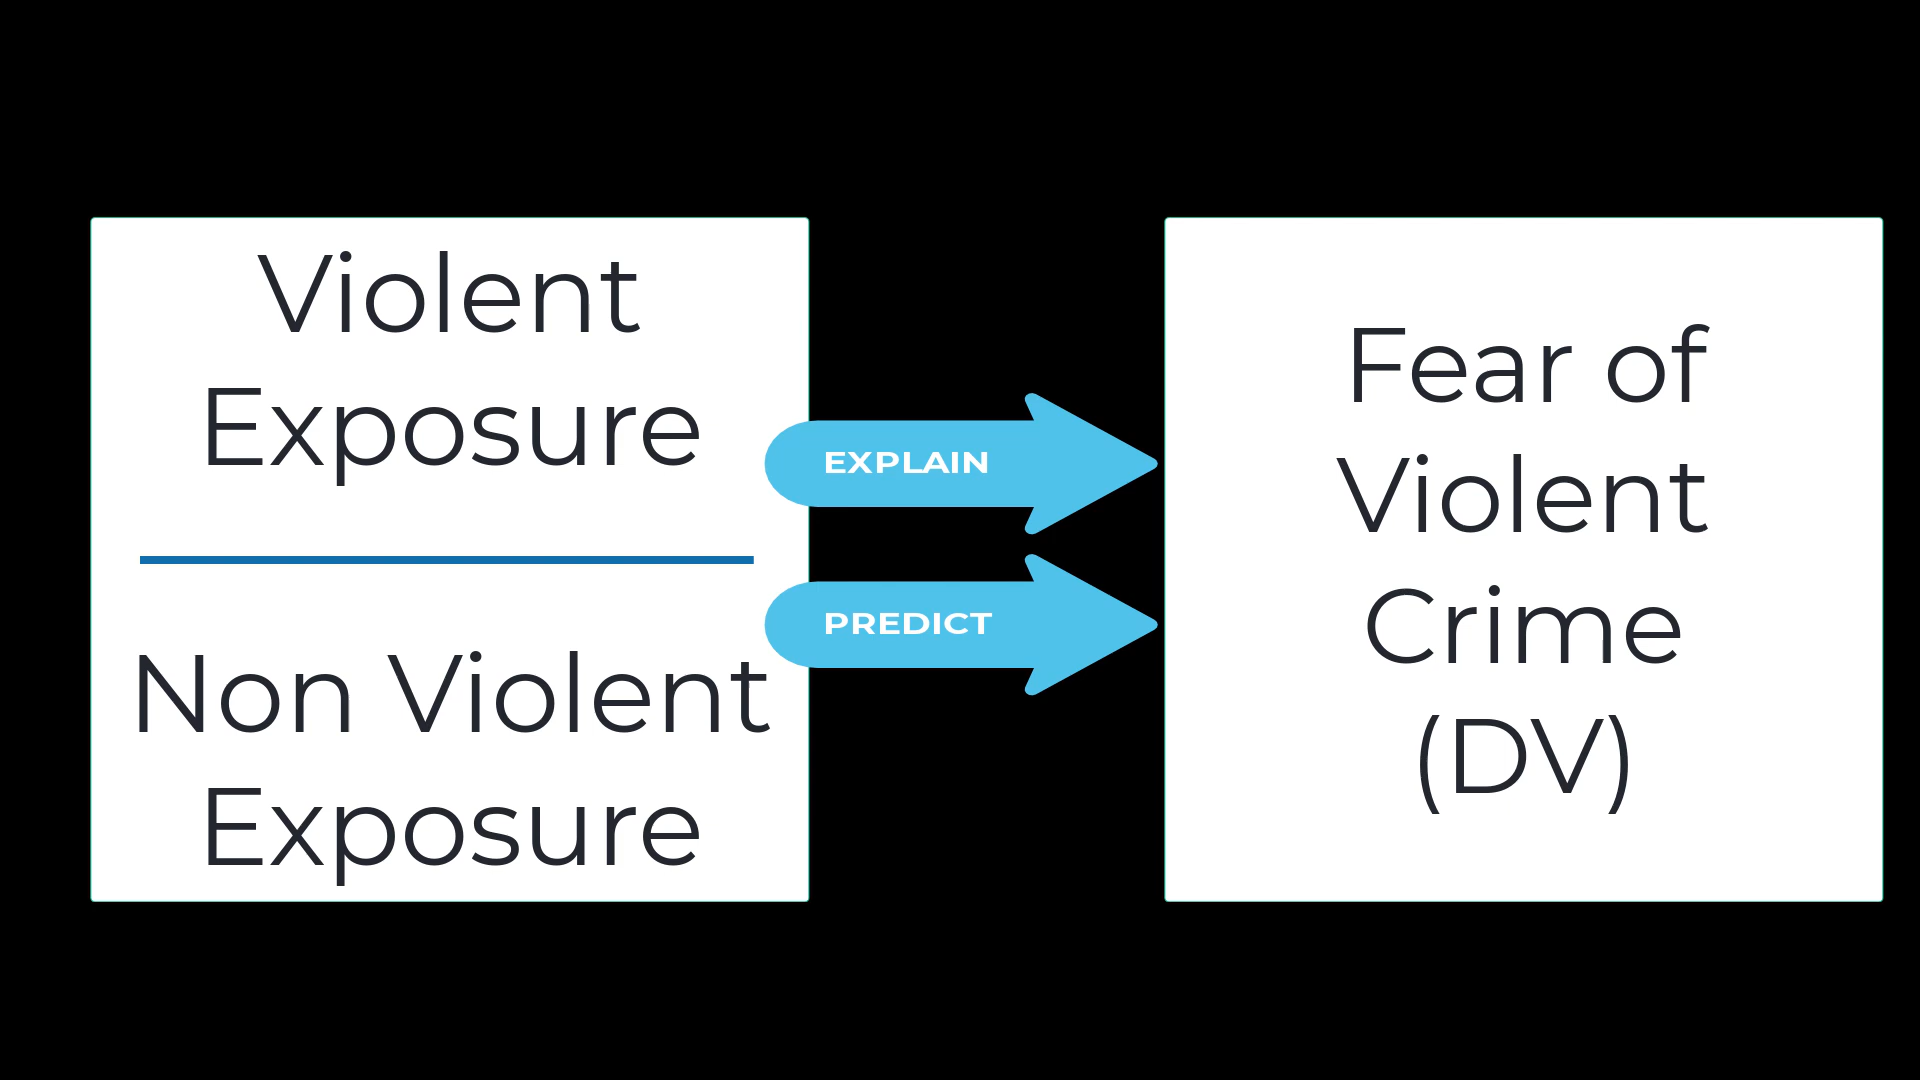 Violent
Exposure
Non Violent
Exposure
EXPLAIN
PREDICT
Fear of
Violent
Crime
(DV)